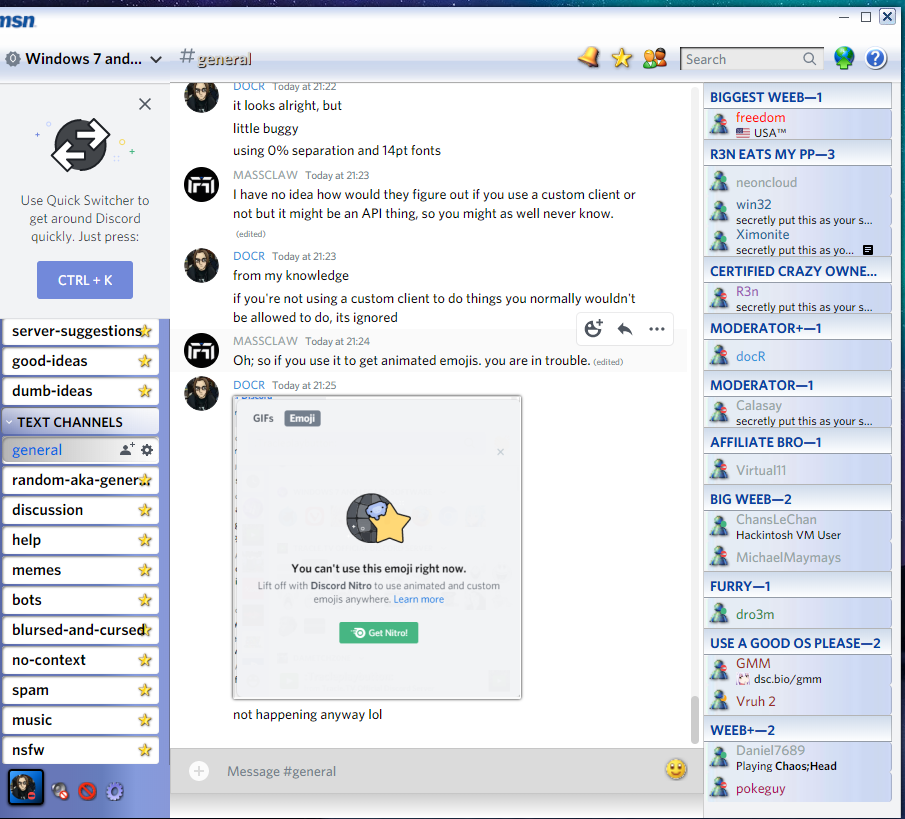 msn
Windows 7 and...
# general
Search
Use Quick Switcher to
get around Discord
quickly. Just press:
CTRL + K
server-suggestions
good-ideas
dumb-ideas
TEXT CHANNELS
general
random-aka-gener
discussion
help
memes
bots
blursed-and-cursed
no-context
spam
music
nsfw
DOCR Today at 21:22
it looks alright, but
little buggy
using 0% separation and 14pt fonts
MASSCLAW Today at 21:23
I have no idea how would they figure out if you use a custom client or
not but it might be an API thing, so you might as well never know.
(edited)
DOCR Today at 21:23
from my knowledge
if you're not using a custom client to do things you normally wouldn't
be allowed to do, its ignored
MASSCLAW Today at 21:24
Oh; so if you use it to get animated emojis. you are in trouble. (edited)
DOCR Today at 21:25
GIFs Emoji
You can't use this emoji right now.
Lift off with Discord Nitro to use animated and custom
emojis anywhere. Learn more
Get Nitro!
not happening anyway lol
Message #general
BIGGEST WEEB—1
freedom
USA™
R3N EATS MY PP—3
neoncloud
win32
secretly put this as your s...
Ximonite
secretly put this as yo...
CERTIFIED CRAZY OWNE...
R3n
secretly put this as your s...
MODERATOR+—1
docR
MODERATOR—1
Calasay
secretly put this as your s...
AFFILIATE BRO—1
Virtual11
BIG WEEB—2
ChansLeChan
Hackintosh VM User
MichaelMaymays
FURRY—1
dro3m
USE A GOOD OS PLEASE—2
GMM
dsc.bio/gmm
Vruh 2
WEEB+—2
Daniel7689
Playing Chaos;Head
pokeguy